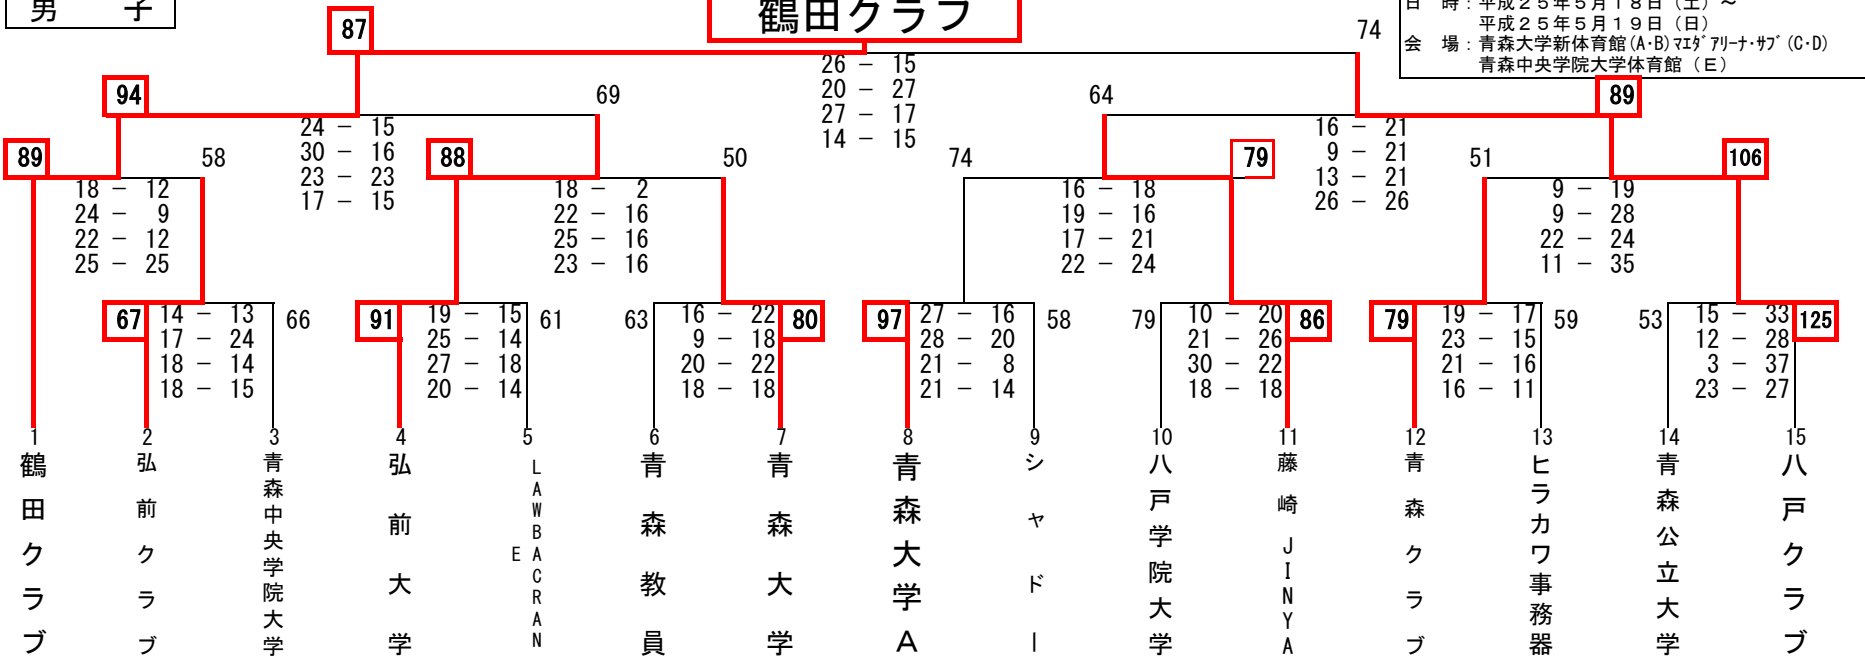 男 子
鶴田クラブ
日 時：平成２５年５月１８日（土）～
平成２５年５月１９日（日）
会 場：青森大学新体育館(A・B)ﾏｴﾀﾞｱﾘｰﾅ・ｻﾌﾞ(C・D)
青森中央学院大学体育館（Ｅ）
87
74
26 － 15
20 － 27
27 － 17
14 － 15
94
69
24 － 15
30 － 16
23 － 23
17 － 15
64
89
16 － 21
9 － 21
13 － 21
26 － 26
89
58
18 － 12
24 － 9
22 － 12
25 － 25
88
50
18 － 2
22 － 16
25 － 16
23 － 16
74
79
16 － 18
19 － 16
17 － 21
22 － 24
51
106
9 － 19
9 － 28
22 － 24
11 － 35
67
66
14 － 13
17 － 24
18 － 14
18 － 15
91
61
19 － 15
25 － 14
27 － 18
20 － 14
63
80
16 － 22
9 － 18
20 － 22
18 － 18
97
58
27 － 16
28 － 20
21 － 8
21 － 14
79
86
10 － 20
21 － 26
30 － 22
18 － 18
79
59
19 － 17
23 － 15
21 － 16
16 － 11
53
125
15 － 33
12 － 28
3 － 37
23 － 27
1
鶴田クラブ
2
弘前クラブ
3
青森中央学院大学
4
弘前大学
5
LAWBACRAN
E
6
青森教員
7
青森大学
8
青森大学A
9
シャドー
10
八戸学院大学
11
藤崎JINYA
12
青森クラブ
13
ヒラカワ事務器
14
青森公立大学
15
八戸クラブ